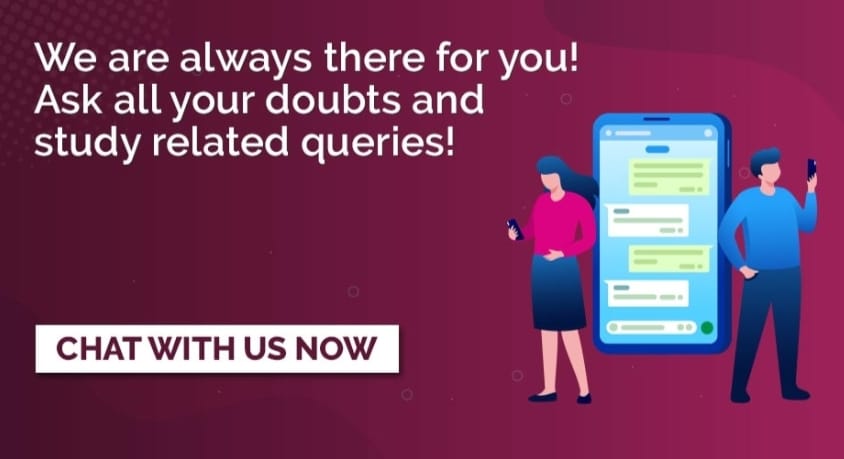 We are always there for you!
Ask all your doubts and
study related queries!
CHAT WITH US NOW